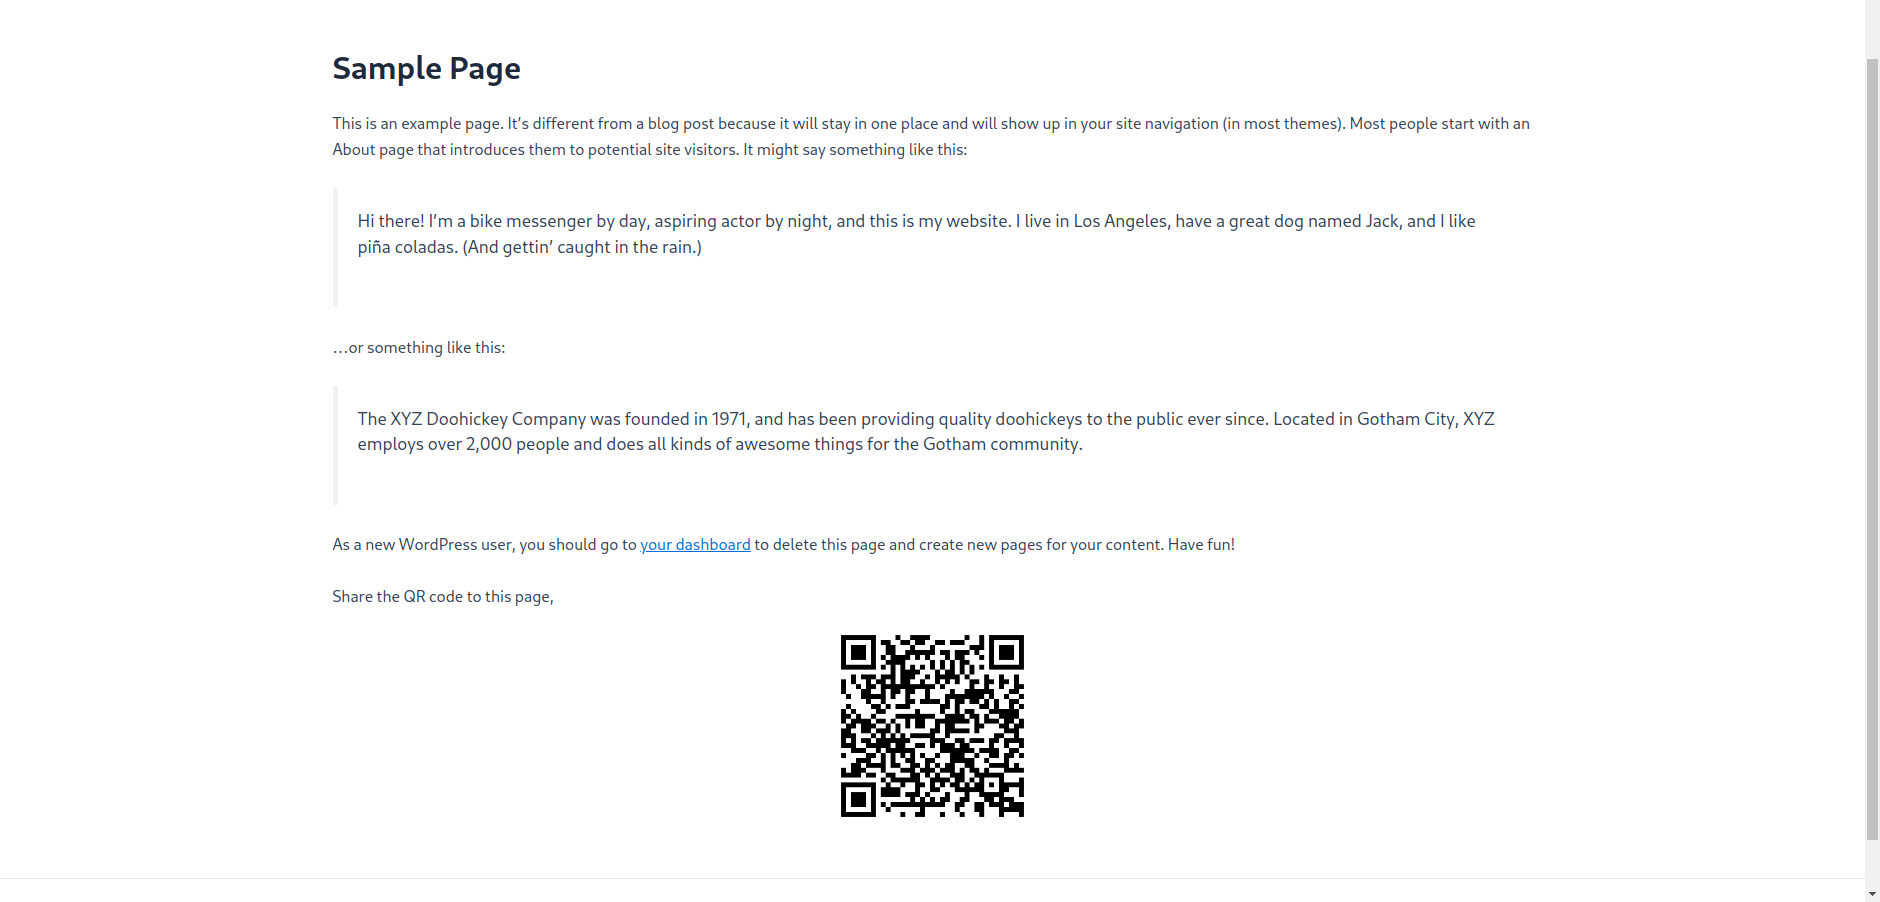 Sample Page
This is an example page. It’s different from a blog post because it will stay in one place and will show up in your site navigation (in most themes). Most people start with an
About page that introduces them to potential site visitors. It might say something like this:
Hi there! I’m a bike messenger by day, aspiring actor by night, and this is my website. I live in Los Angeles, have a great dog named Jack, and I like
piña coladas. (And gettin’ caught in the rain.)
…or something like this:
The XYZ Doohickey Company was founded in 1971, and has been providing quality doohickeys to the public ever since. Located in Gotham City, XYZ
employs over 2,000 people and does all kinds of awesome things for the Gotham community.
As a new WordPress user, you should go to your dashboard to delete this page and create new pages for your content. Have fun!
Share the QR code to this page,